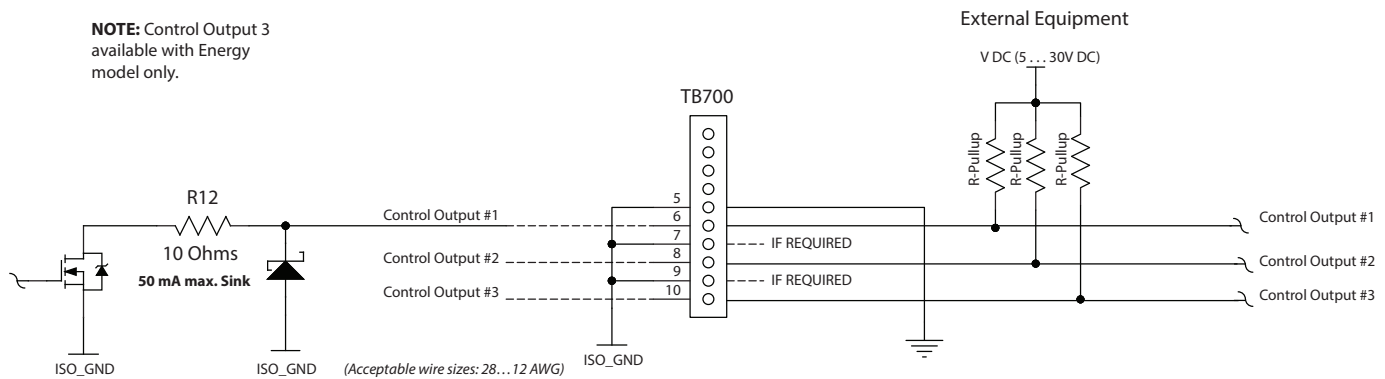 NOTE: Control Output 3
available with Energy
model only.
External Equipment
V DC (5 . . . 30V DC)
TB700
R-Pullup
R-Pullup
R-Pullup
R12
10 Ohms
50 mA max. Sink
Control Output #1
Control Output #2
Control Output #3
5
6
7
8
9
10
IF REQUIRED
IF REQUIRED
Control Output #1
Control Output #2
Control Output #3
ISO_GND
ISO_GND
(Acceptable wire sizes: 28…12 AWG)
ISO_GND